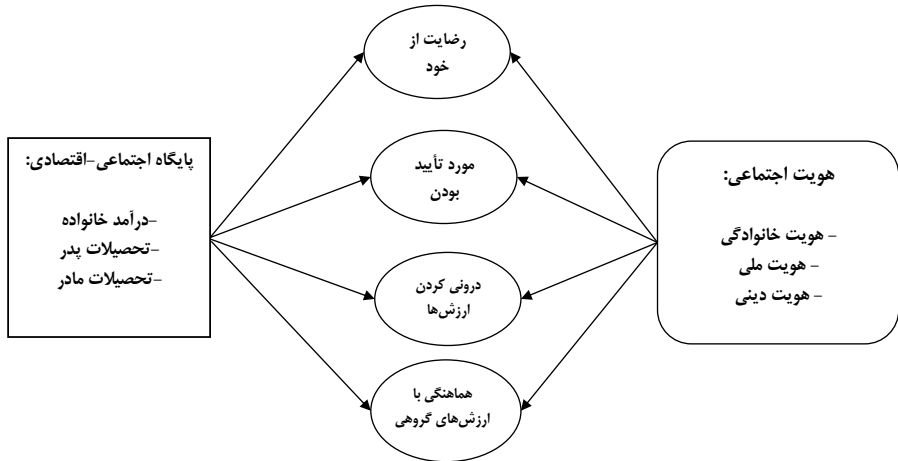 رضایت از
خود
مورد تأیید
بودن
درونی کردن
ارزش‌ها
هماهنگی با
ارزش‌های گروهی
هویت اجتماعی:
- هویت خانوادگی
- هویت ملی
- هویت دینی
پایگاه اجتماعی-اقتصادی:
-درآمد خانواده
-تحصیلات پدر
-تحصیلات مادر